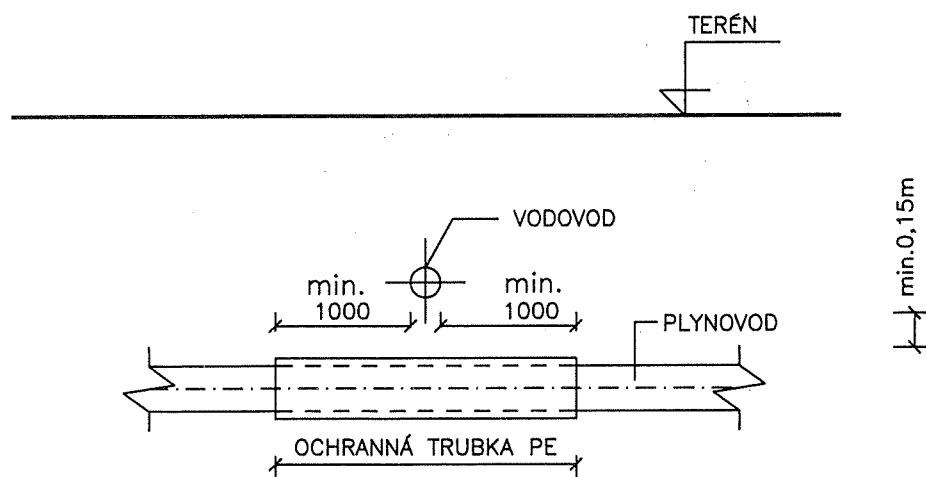 TERÉN
VODOVOD
min.
1000
min.
1000
min.0,15m
PLYNOVOD
OCHRANNÁ TRUBKA PE